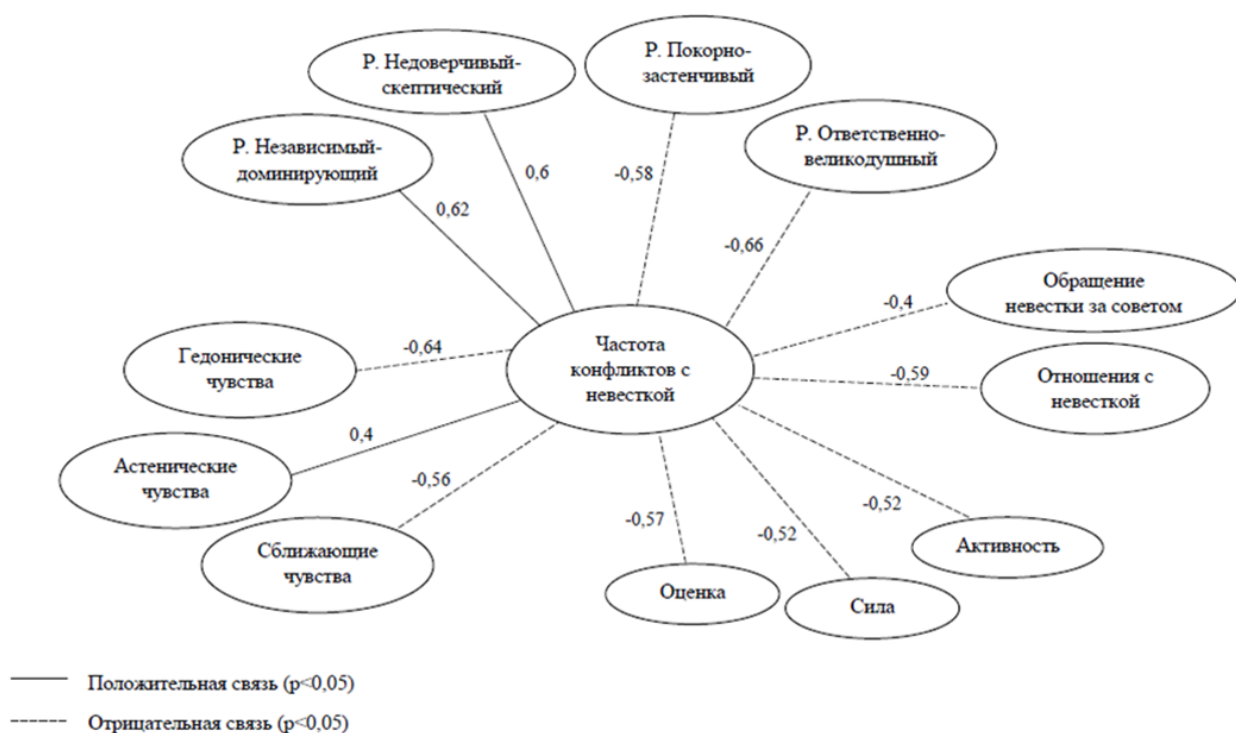 Р. Недоверчивый-
скептический
Р. Покорно-
застенчивый
Р. Независимый-
доминирующий
Р. Ответственно-
великодушный
0,62
0,6
-0,58
-0,66
Обращение
невестки за советом
-0,4
Гедонические
чувства
-0,64
Частота
конфликтов с
невесткой
-0,59
Отношения с
невесткой
Астенические
чувства
0,4
-0,56
Сближающие
чувства
-0,57
-0,52
-0,52
Активность
Оценка
Сила
Положительная связь (p<0,05)
Отрицательная связь (p<0,05)